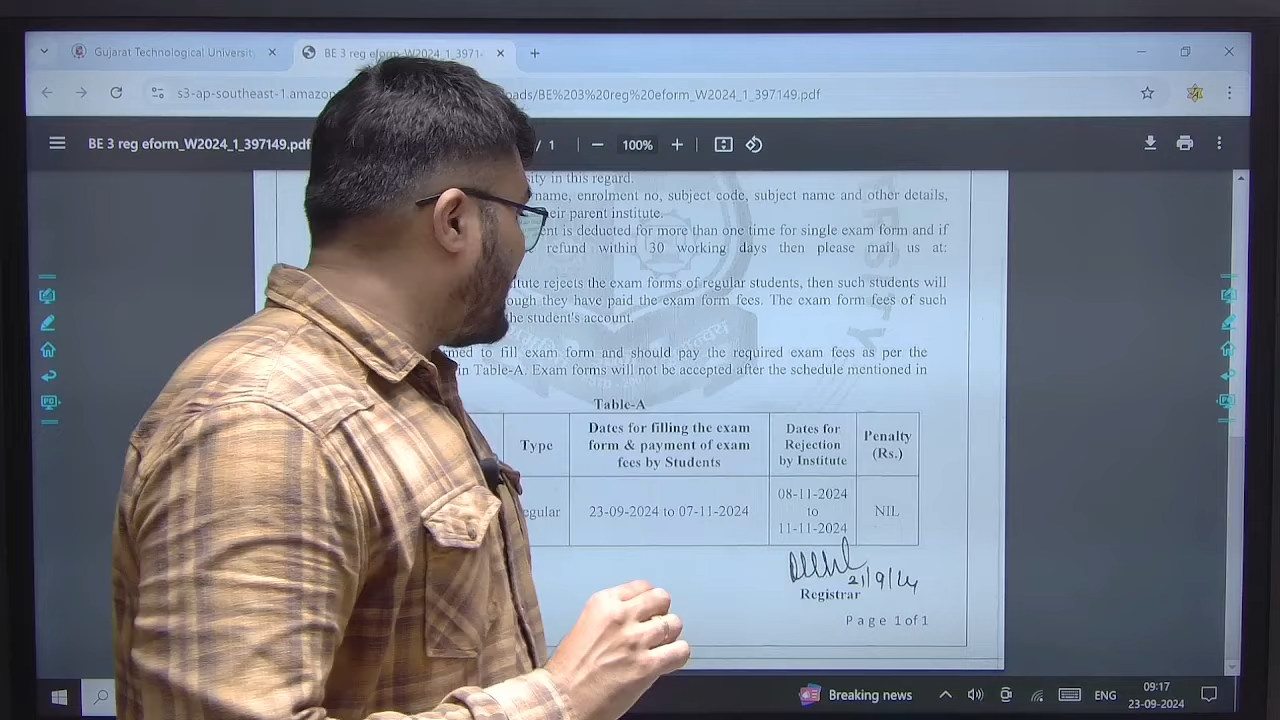 Gujarat Technological Universit
BE 3 reg eform_W2024_1_3971
s3-ap-southeast-1.amazon
oads/BE%203%20reg%20eform_W2024_1_397149.pdf
BE 3 reg eform_W2024_1_397149.pdf
/ 1
100%
sity in this regard.
name, enrolment no, subject code, subject name and other details,
eir parent institute.
nt is deducted for more than one time for single exam form and if
refund within 30 working days then please mail us at:
tute rejects the exam forms of regular students, then such students will
ough they have paid the exam form fees. The exam form fees of such
the student's account.
med to fill exam form and should pay the required exam fees as per the
in Table-A. Exam forms will not be accepted after the schedule mentioned in
Table-A
Type
Dates for filling the exam
form & payment of exam
fees by Students
Dates for
Rejection
by Institute
Penalty
(Rs.)
egular
23-09-2024 to 07-11-2024
08-11-2024
to
11-11-2024
NIL
21/9/24
Registrar
Page 1 of 1
Breaking news
ENG
09:17
23-09-2024